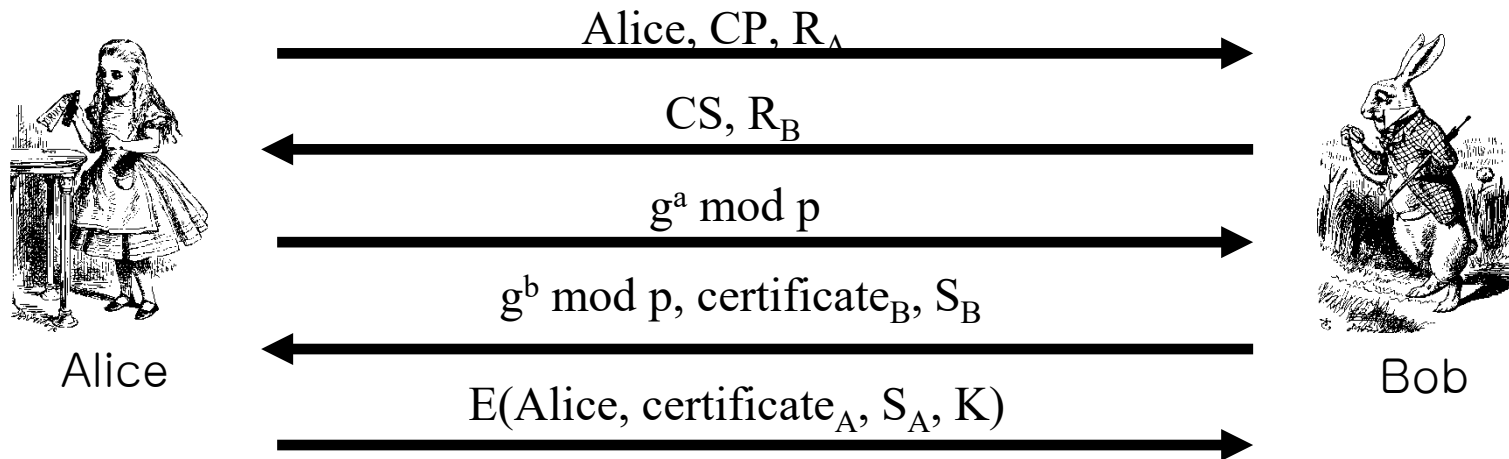 Alice, CP, R_A
CS, R_B
g^a mod p
g^b mod p, certificate_B, S_B
Alice
Bob
E(Alice, certificate_A, S_A, K)